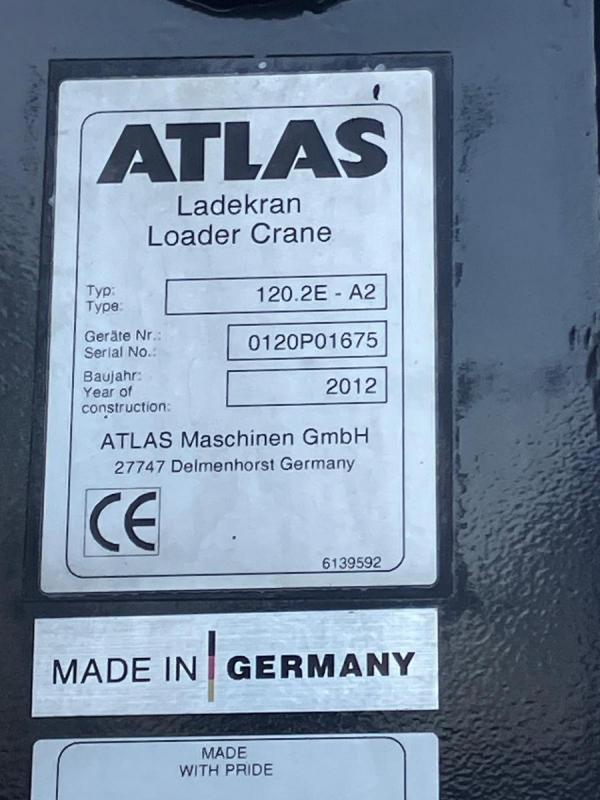 ATLAS
Ladekran
Loader Crane
Typ:
Type:
120.2E - A2
Geräte Nr.:
Serial No.:
0120P01675
Baujahr:
Year of
construction:
2012
ATLAS Maschinen GmbH
27747 Delmenhorst Germany
CE
6139592
MADE IN GERMANY
MADE
WITH PRIDE